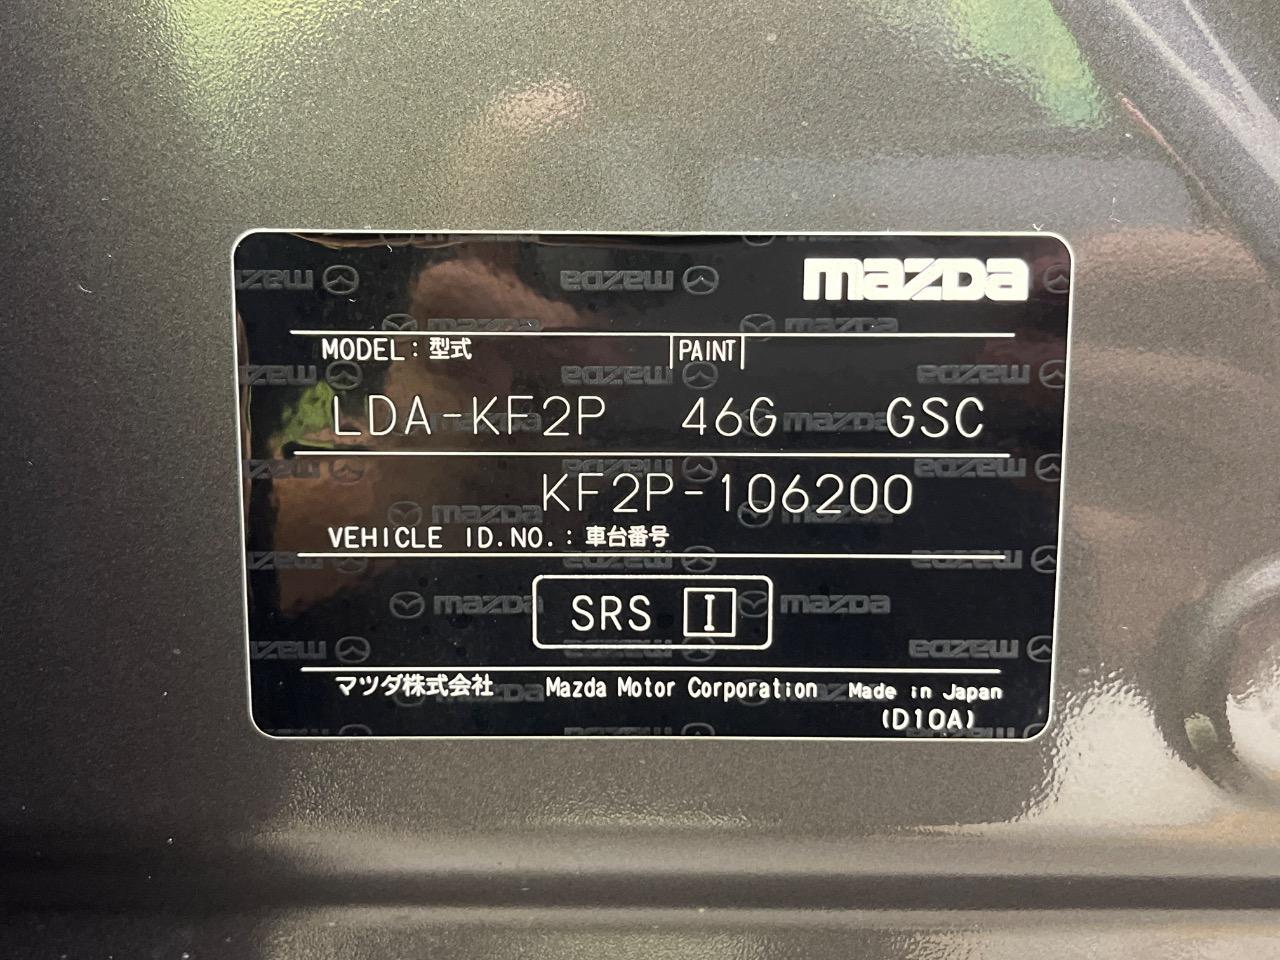 mazda
MODEL: 型式 PAINT
LDA-KF2P 46G GSC
KF2P-106200
VEHICLE ID.NO.: 車台番号
SRS I
マツダ株式会社 Mazda Motor Corporation Made in Japan
(D10A)